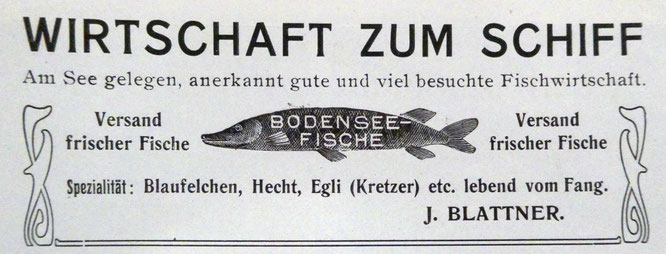 WIRTSCHAFT ZUM SCHIFF
Am See gelegen, anerkannt gute und viel besuchte Fischwirtschaft.
Versand
frischer Fische
BODENSEE-
FISCHE
Versand
frischer Fische
Spezialität: Blaufelchen, Hecht, Egli (Kretzer) etc. lebend vom Fang.
J. BLATTNER.